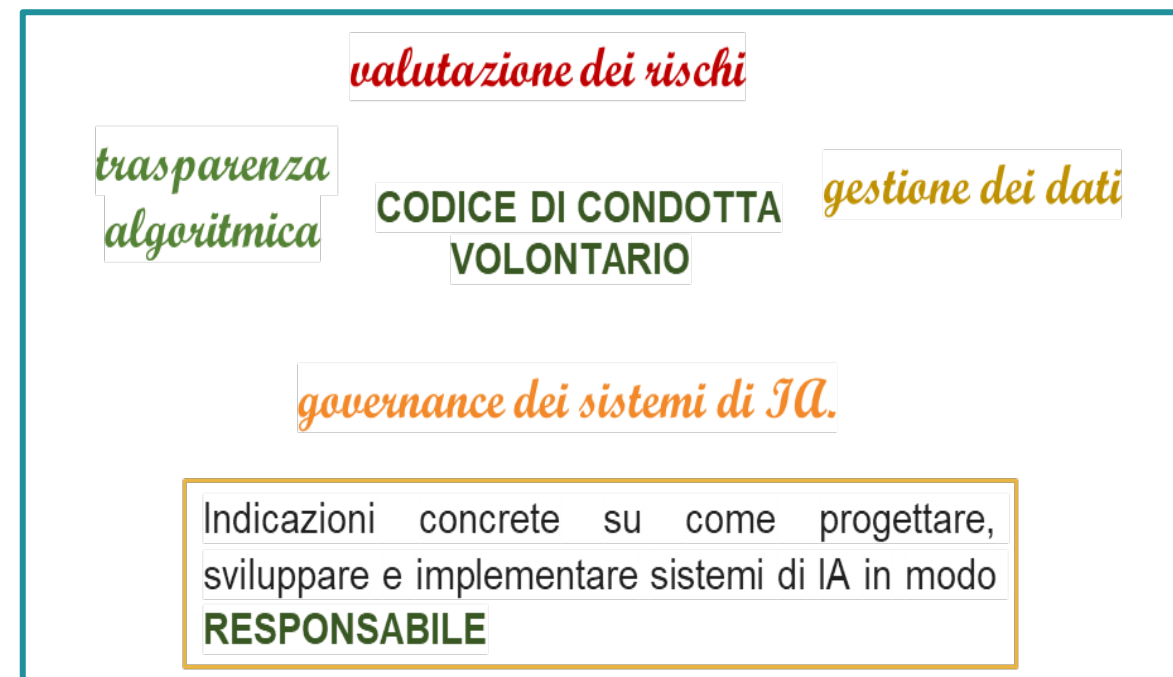 valutazione dei rischi
trasparenza
algoritmica
CODICE DI CONDOTTA
VOLONTARIO
gestione dei dati
governance dei sistemi di IA.
Indicazioni concrete su come progettare,
sviluppare e implementare sistemi di IA in modo
RESPONSABILE